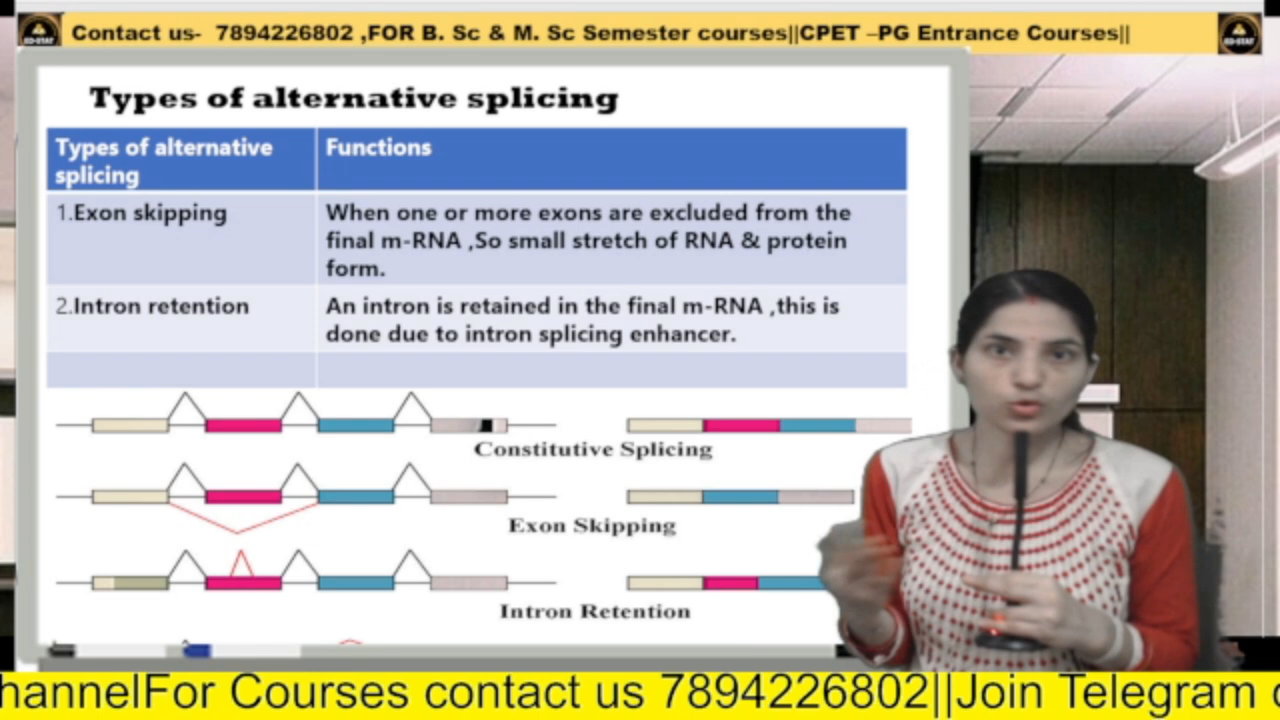 Contact us- 7894226802 ,FOR B. Sc & M. Sc Semester courses||CPET –PG Entrance Courses||
Types of alternative splicing
Types of alternative
splicing
Functions
1.Exon skipping
When one or more exons are excluded from the
final m-RNA ,So small stretch of RNA & protein
form.
2.Intron retention
An intron is retained in the final m-RNA ,this is
done due to intron splicing enhancer.
Constitutive Splicing
Exon Skipping
Intron Retention
hannelFor Courses contact us 7894226802||Join Telegram